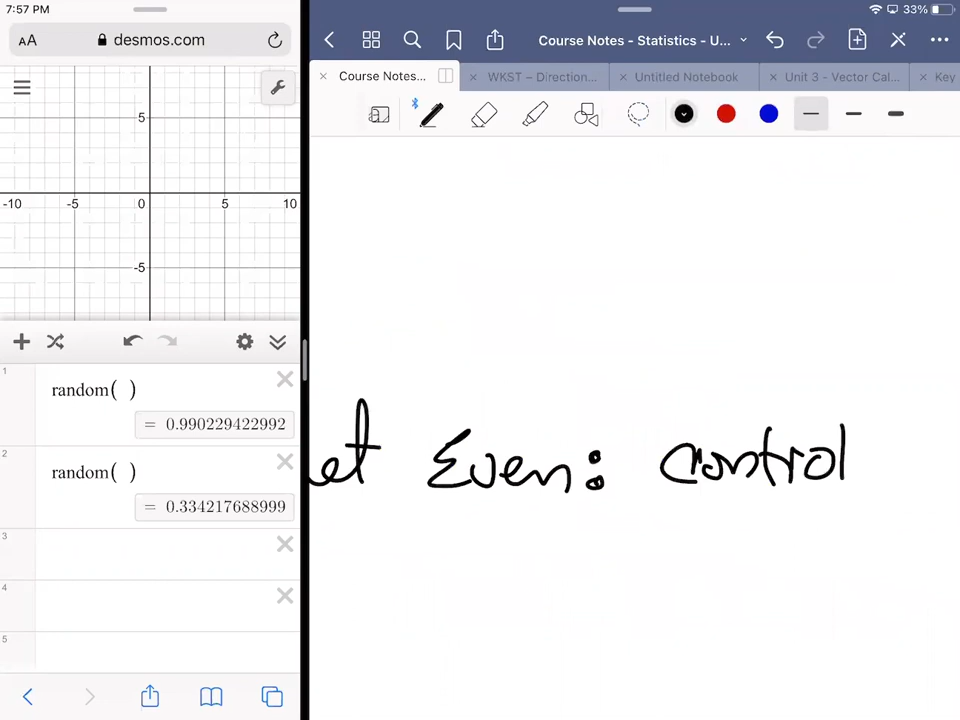 7:57 PM
33%
AA desmos.com
Course Notes - Statistics - U...
Course Notes...
WKST – Direction...
Untitled Notebook
Unit 3 - Vector Cal...
Key
5
-10 -5 0 5 10
-5
1 random( )
= 0.990229422992
2 random( )
= 0.334217688999
3
4
5
et Even: control